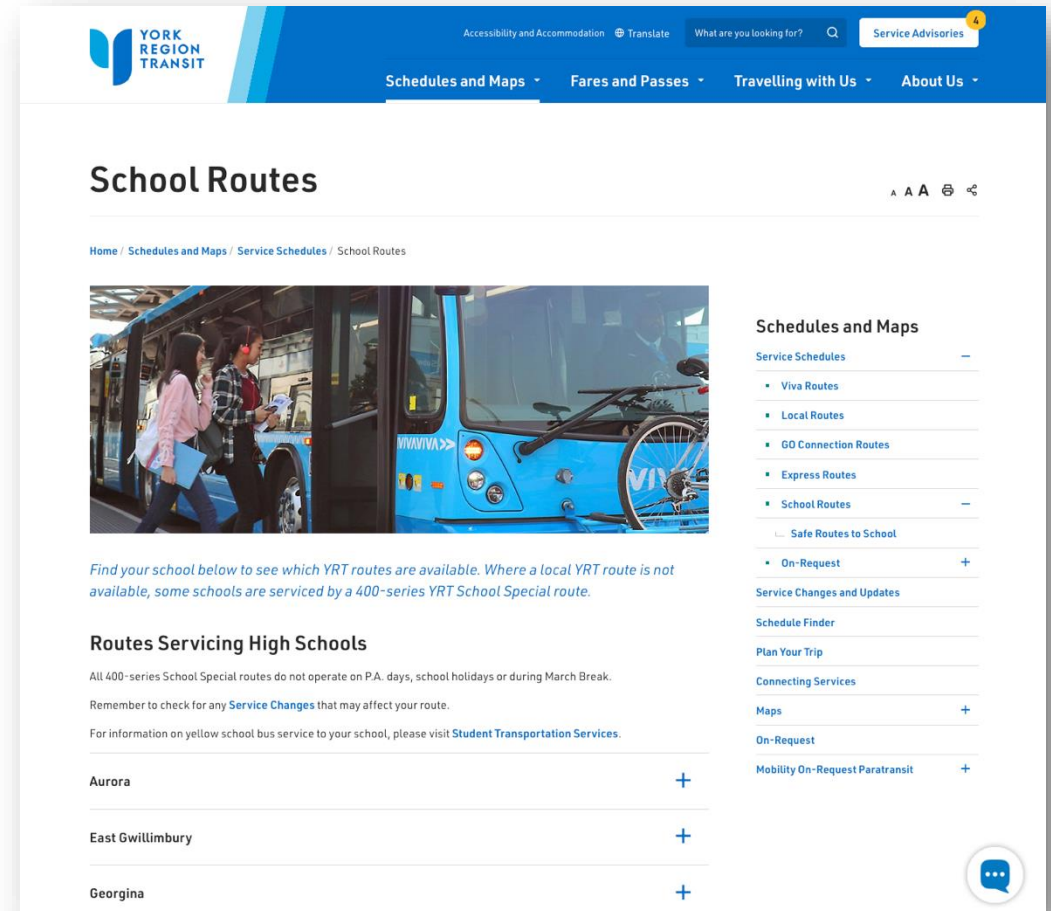 YORK
REGION
TRANSIT
Accessibility and Accommodation Translate What are you looking for? Service Advisories 4
Schedules and Maps Fares and Passes Travelling with Us About Us
School Routes
A A A
Home / Schedules and Maps / Service Schedules / School Routes
VIVAVIVA>>
VIV
Find your school below to see which YRT routes are available. Where a local YRT route is not
available, some schools are serviced by a 400-series YRT School Special route.
Routes Servicing High Schools
All 400-series School Special routes do not operate on P.A. days, school holidays or during March Break.
Remember to check for any Service Changes that may affect your route.
For information on yellow school bus service to your school, please visit Student Transportation Services.
Aurora
East Gwillimbury
Georgina
Schedules and Maps
Service Schedules
Viva Routes
Local Routes
GO Connection Routes
Express Routes
School Routes
Safe Routes to School
On-Request
Service Changes and Updates
Schedule Finder
Plan Your Trip
Connecting Services
Maps
On-Request
Mobility On-Request Paratransit